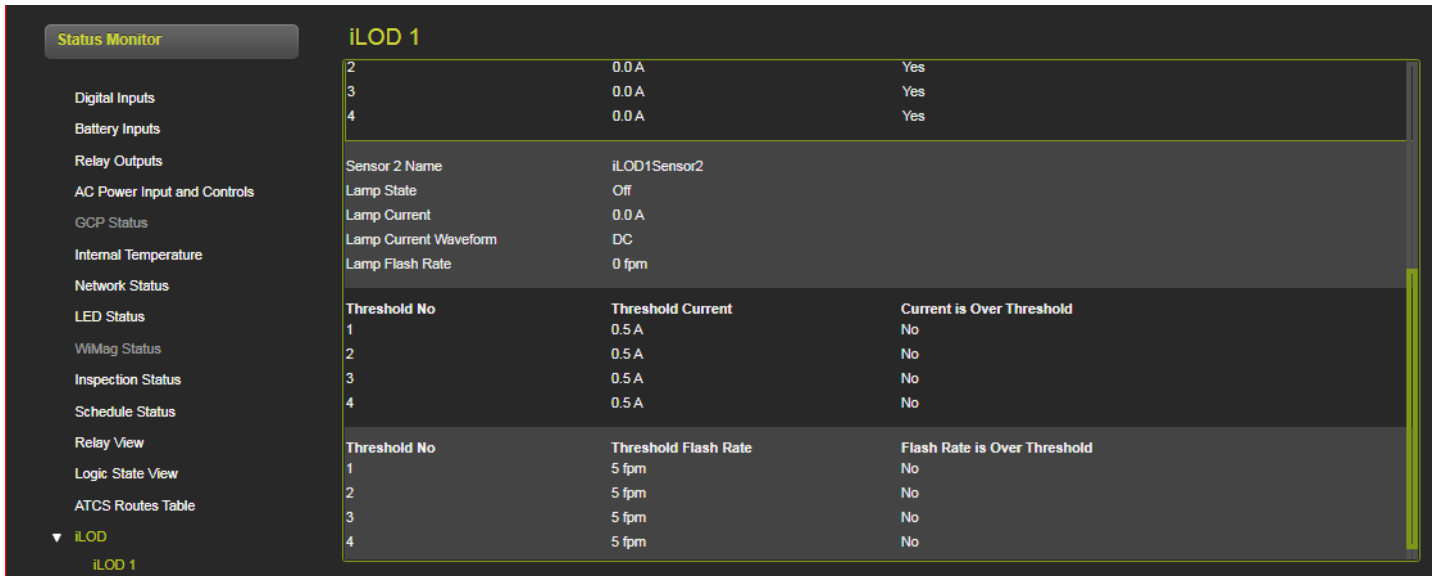 Status Monitor
Digital Inputs
Battery Inputs
Relay Outputs
AC Power Input and Controls
GCP Status
Internal Temperature
Network Status
LED Status
WiMag Status
Inspection Status
Schedule Status
Relay View
Logic State View
ATCS Routes Table
iLOD
iLOD 1
iLOD 1
2 0.0 A Yes
3 0.0 A Yes
4 0.0 A Yes
Sensor 2 Name iLOD1Sensor2
Lamp State Off
Lamp Current 0.0 A
Lamp Current Waveform DC
Lamp Flash Rate 0 fpm
Threshold No Threshold Current Current is Over Threshold
1 0.5 A No
2 0.5 A No
3 0.5 A No
4 0.5 A No
Threshold No Threshold Flash Rate Flash Rate is Over Threshold
1 5 fpm No
2 5 fpm No
3 5 fpm No
4 5 fpm No